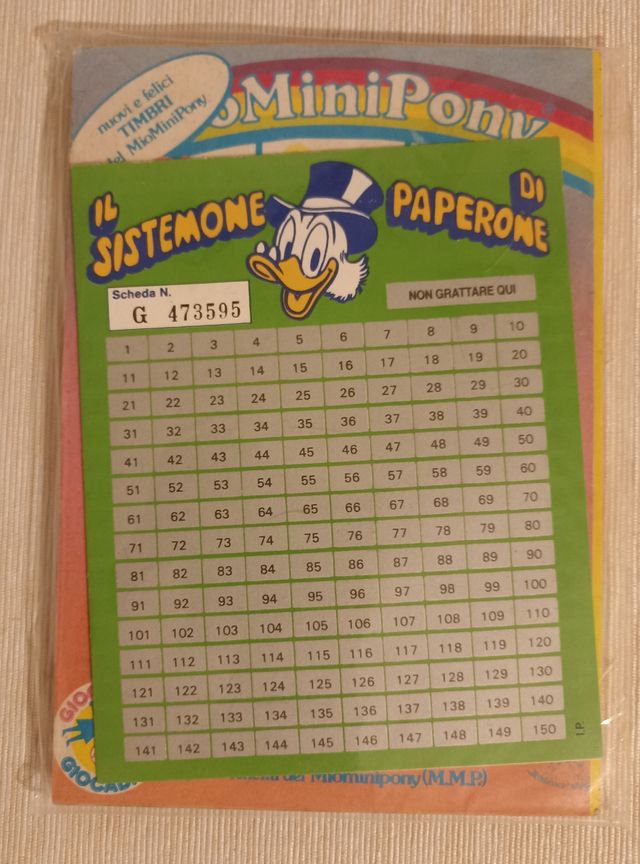 nuovi e felici
TIMBRI
del MioMiniPony
oMiniPony
IL
SISTEMONE
DI
PAPERONE
Scheda N.
G 473595
NON GRATTARE QUI
1 2 3 4 5 6 7 8 9 10
11 12 13 14 15 16 17 18 19 20
21 22 23 24 25 26 27 28 29 30
31 32 33 34 35 36 37 38 39 40
41 42 43 44 45 46 47 48 49 50
51 52 53 54 55 56 57 58 59 60
61 62 63 64 65 66 67 68 69 70
71 72 73 74 75 76 77 78 79 80
81 82 83 84 85 86 87 88 89 90
91 92 93 94 95 96 97 98 99 100
101 102 103 104 105 106 107 108 109 110
111 112 113 114 115 116 117 118 119 120
121 122 123 124 125 126 127 128 129 130
131 132 133 134 135 136 137 138 139 140
141 142 143 144 145 146 147 148 149 150
I.P.
GIOCAD
dei Miominipony (M.M.P.)